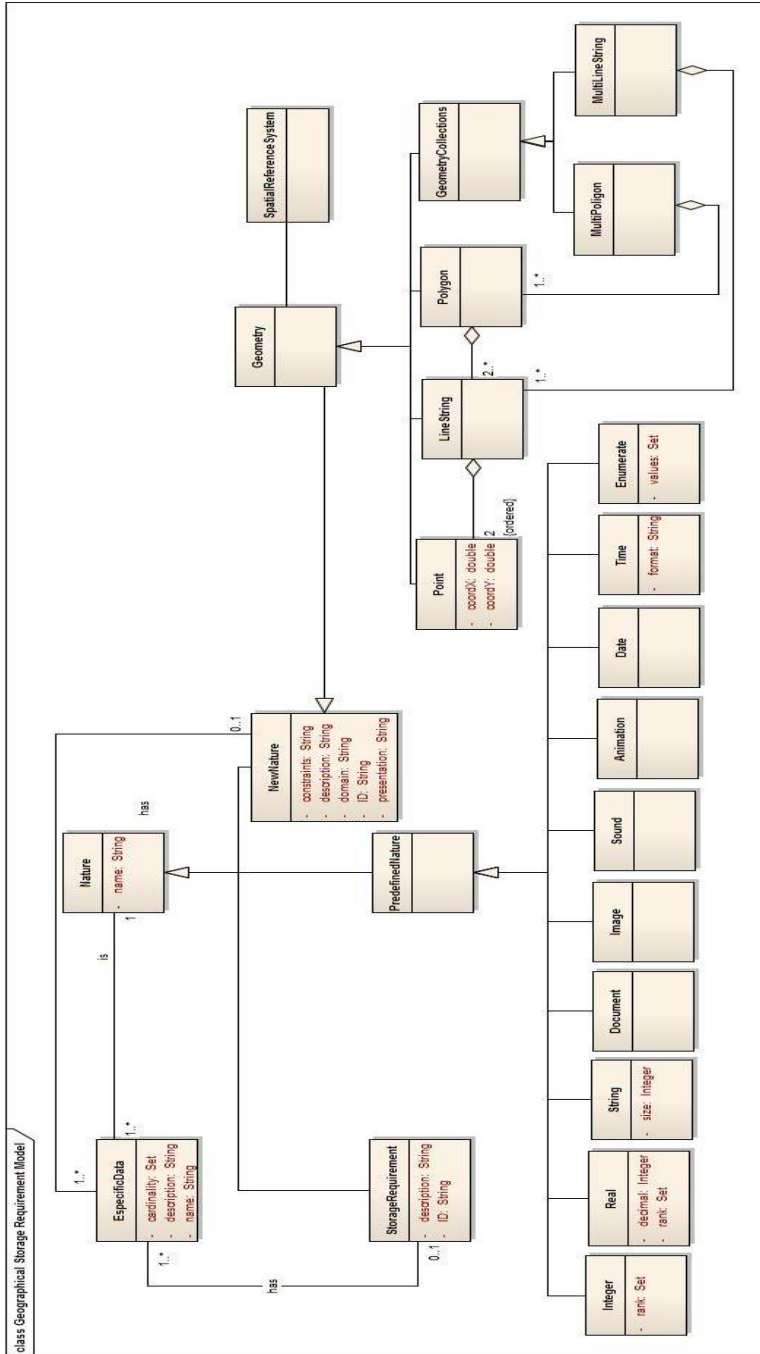 class Geographical Storage Requirement Model
EspecificData
- cardinality: Set
- description: String
- name: String
1..*
1..*
1..*
is
1
Nature
- name: String
has
0..1
NewNature
- constraints: String
- description: String
- domain: String
- ID: String
- presentation: String
Geometry
SpatialReferenceSystem
has
0..1
StorageRequirement
- description: String
- ID: String
PredefinedNature
Point
- coordX: double
- coordY: double
2
{ordered}
LineString
2..*
1..*
Polygon
1..*
GeometryCollections
MultiPoligon
MultiLineString
Integer
- rank: Set
Real
- decimal: Integer
- rank: Set
String
- size: Integer
Document
Image
Sound
Animation
Date
Time
- format: String
Enumerate
- values: Set